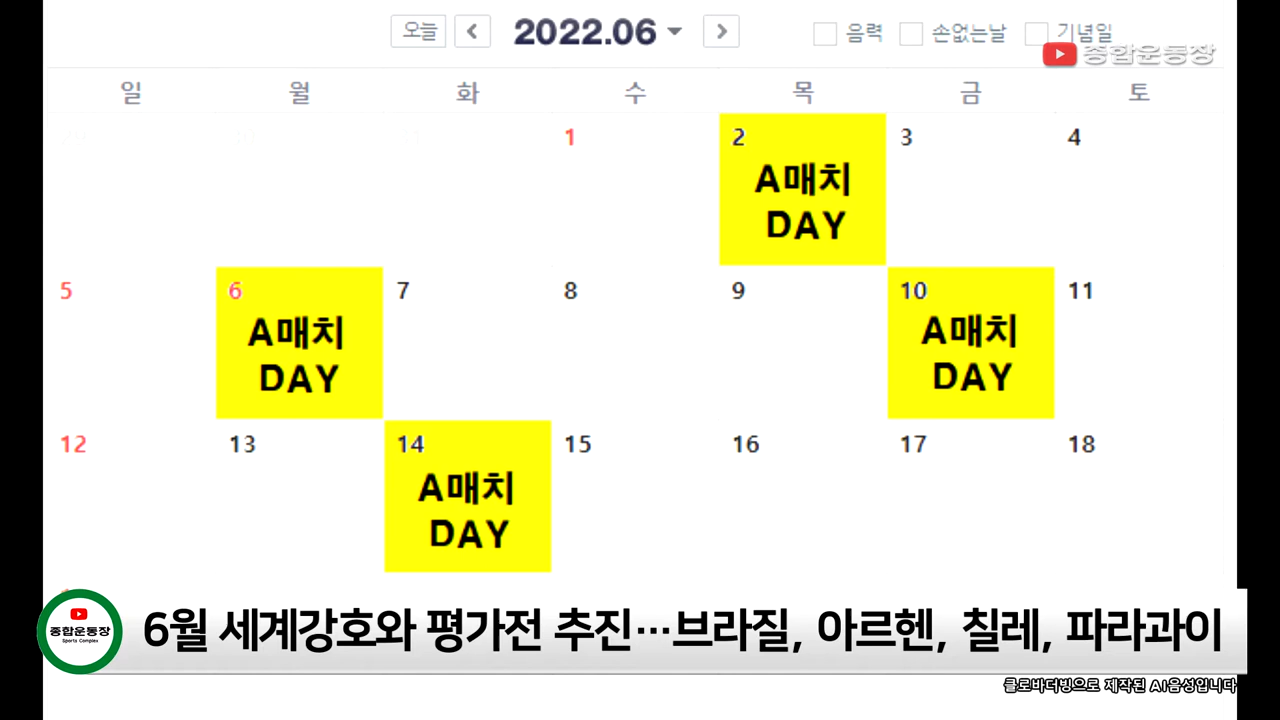 오늘 < 2022.06 > 음력 손없는날 기념일
종합운동장
일 월 화 수 목 금 토
1 2 3 4
A매치
DAY
5 6 7 8 9 10 11
A매치 A매치
DAY DAY
12 13 14 15 16 17 18
A매치
DAY
종합운동장
Sports Complex
6월 세계강호와 평가전 추진…브라질, 아르헨, 칠레, 파라과이
클로바더빙으로 제작된 AI음성입니다